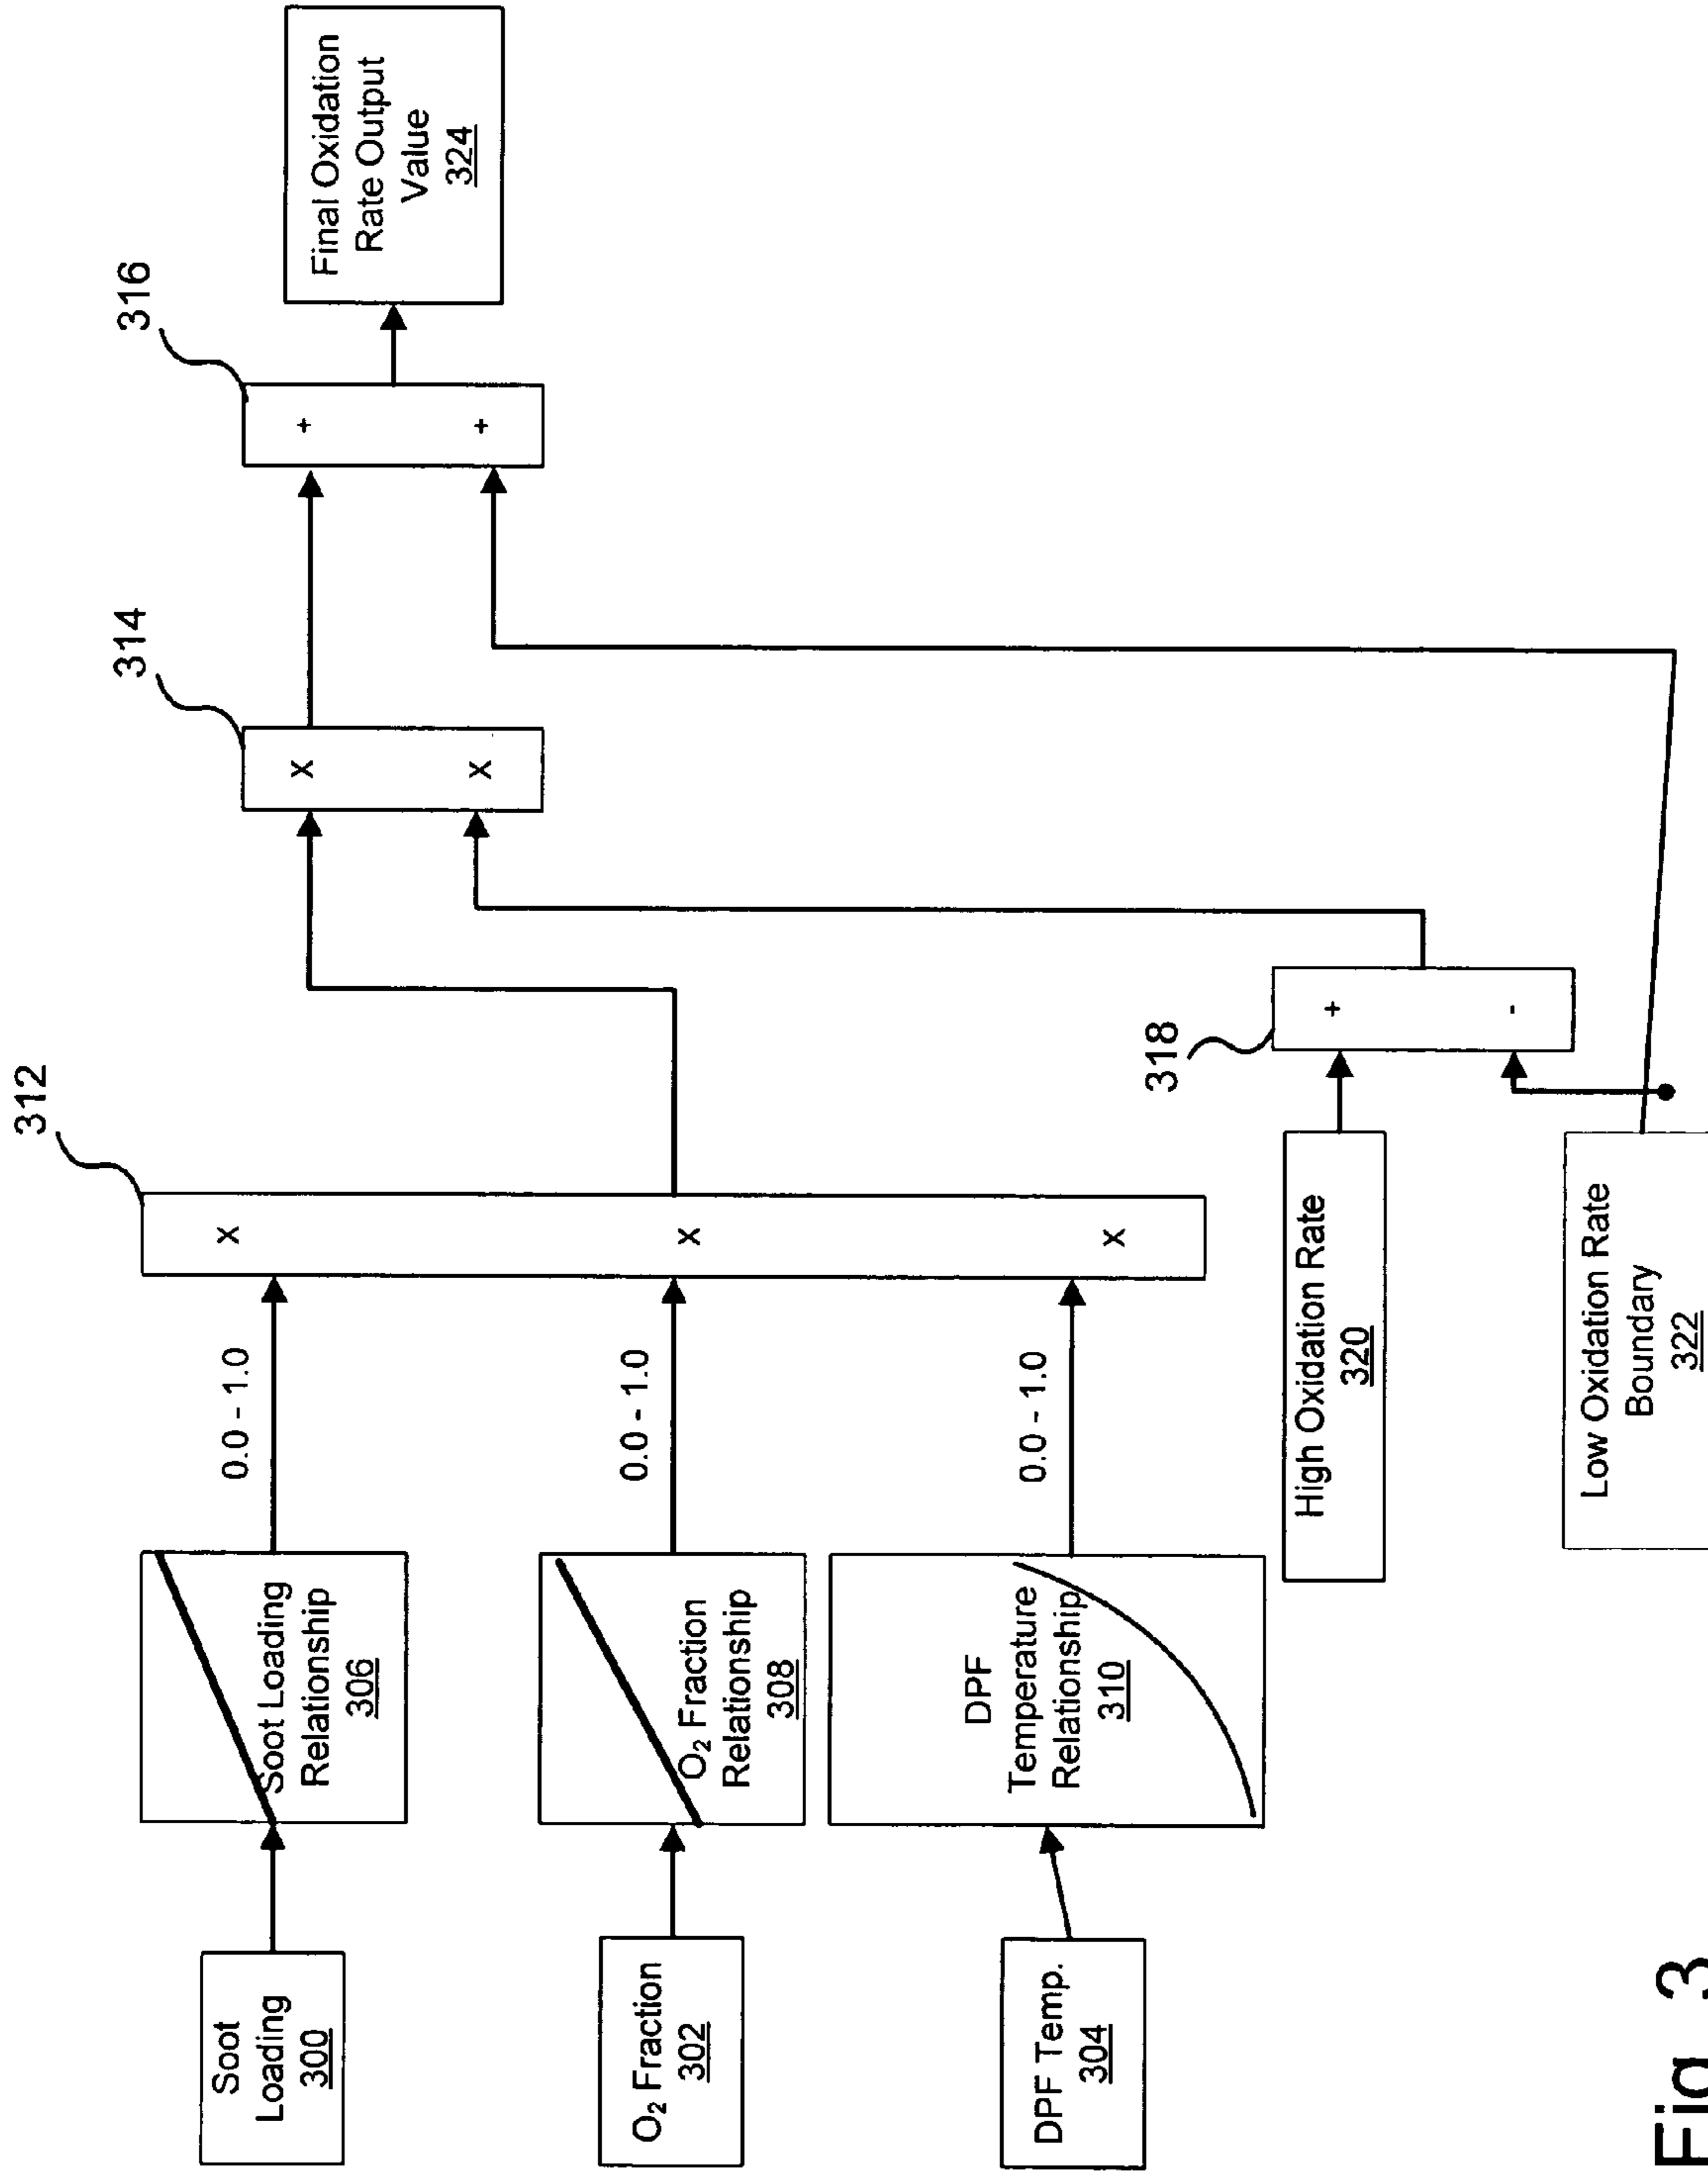 Soot
Loading
300
Soot Loading
Relationship
306
0.0 - 1.0
312
X
O₂ Fraction
302
O₂ Fraction
Relationship
308
0.0 - 1.0
X
DPF Temp.
304
DPF
Temperature
Relationship
310
0.0 - 1.0
X
314
X
X
316
+
+
Final Oxidation
Rate Output
Value
324
High Oxidation Rate
320
318
+
-
Low Oxidation Rate
Boundary
322
Fig. 3